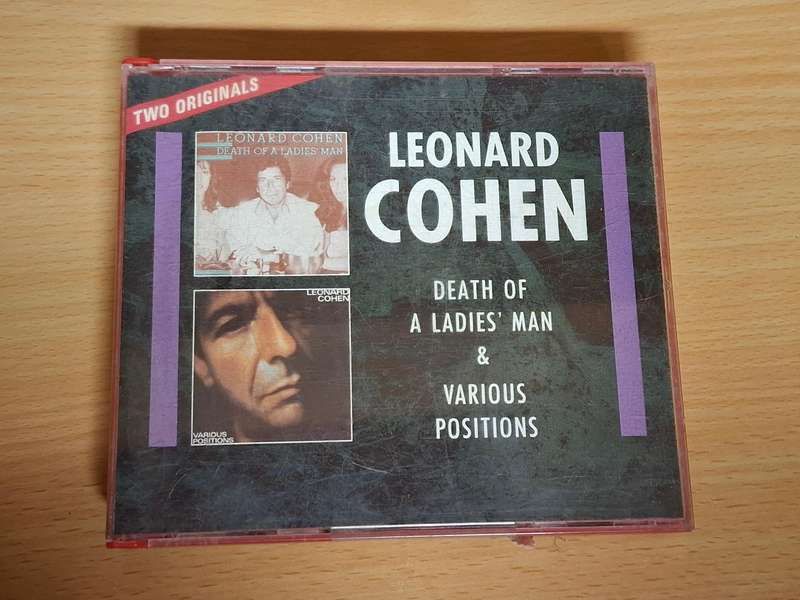 TWO ORIGINALS
LEONARD COHEN
DEATH OF A LADIES' MAN
LEONARD
COHEN
VARIOUS
POSITIONS
LEONARD
COHEN
DEATH OF
A LADIES' MAN
&
VARIOUS
POSITIONS